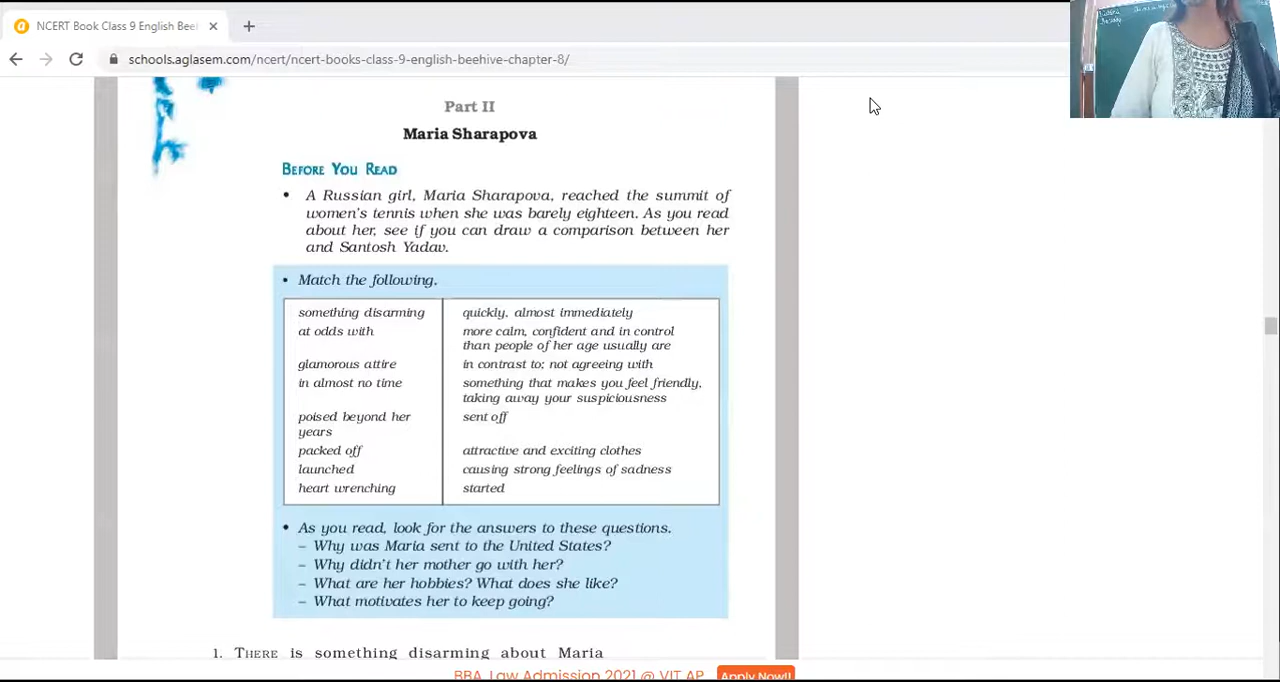 NCERT Book Class 9 English Bee
schools.aglasem.com/ncert/ncert-books-class-9-english-beehive-chapter-8/
Part II
Maria Sharapova
BEFORE YOU READ
• A Russian girl, Maria Sharapova, reached the summit of
women's tennis when she was barely eighteen. As you read
about her, see if you can draw a comparison between her
and Santosh Yadav.
• Match the following.
something disarming quickly, almost immediately
at odds with more calm, confident and in control
than people of her age usually are
glamorous attire in contrast to; not agreeing with
in almost no time something that makes you feel friendly,
taking away your suspiciousness
poised beyond her sent off
years
packed off attractive and exciting clothes
launched causing strong feelings of sadness
heart wrenching started
• As you read, look for the answers to these questions.
– Why was Maria sent to the United States?
– Why didn't her mother go with her?
– What are her hobbies? What does she like?
– What motivates her to keep going?
1. THERE is something disarming about Maria
BBA, Law Admission 2021 @ VIT AP Apply Now!!